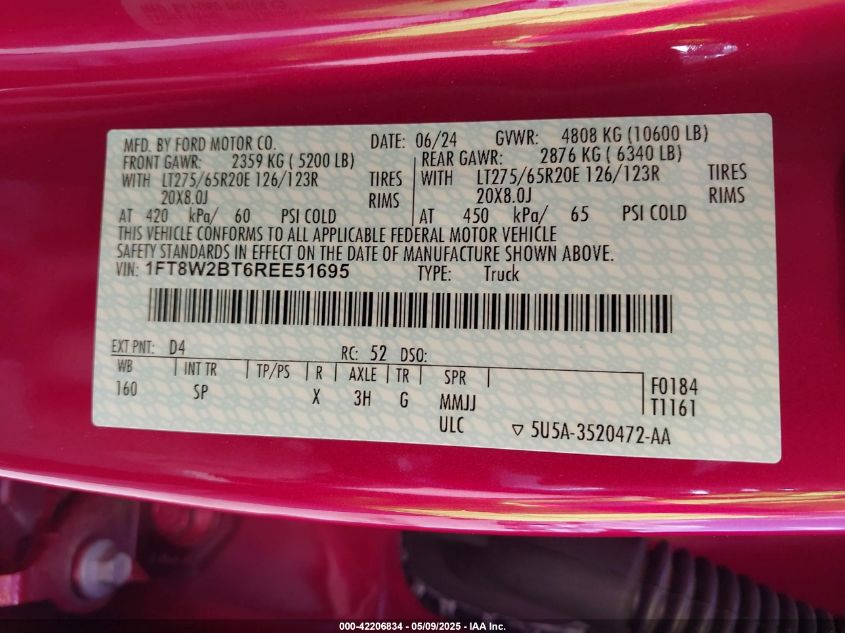 MFD. BY FORD MOTOR CO. DATE: 06/24 GVWR: 4808 KG (10600 LB)
FRONT GAWR: 2359 KG ( 5200 LB) REAR GAWR: 2876 KG ( 6340 LB)
WITH LT275/65R20E 126/123R TIRES WITH LT275/65R20E 126/123R TIRES
20X8.0J RIMS 20X8.0J RIMS
AT 420 kPa/ 60 PSI COLD AT 450 kPa/ 65 PSI COLD
THIS VEHICLE CONFORMS TO ALL APPLICABLE FEDERAL MOTOR VEHICLE
SAFETY STANDARDS IN EFFECT ON THE DATE OF MANUFACTURE SHOWN ABOVE.
VIN: 1FT8W2BT6REE51695 TYPE: Truck
EXT PNT: D4 RC: 52 DSO:
WB INT TR TP/PS R AXLE TR SPR F0184
160 SP X 3H G MMJJ T1161
ULC ▽ 5U5A-3520472-AA
000-42206834 - 05/09/2025 - IAA Inc.